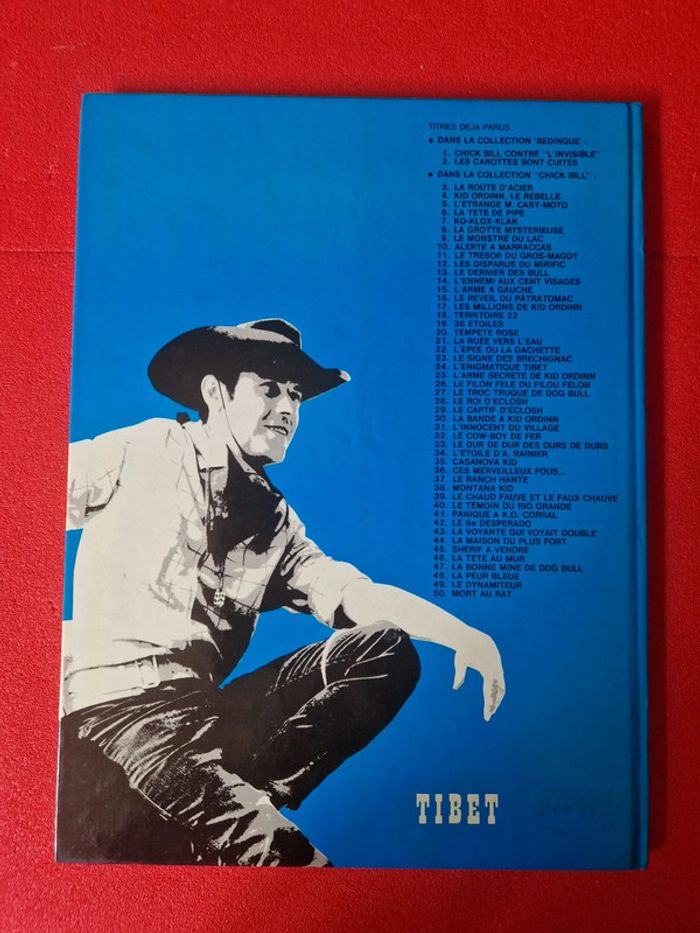 TITRES DEJA PARUS :
• DANS LA COLLECTION 'BEDINGUE' :
1. CHICK BILL CONTRE "L'INVISIBLE"
2. LES CAROTTES SONT CUITES
• DANS LA COLLECTION "CHICK BILL" :
3. LA ROUTE D'ACIER
4. KID ORDINN, LE REBELLE
5. L'ETRANGE M. CASY-MOTO
6. LA TETE DE PIPE
7. KO-KLOX-KLAN
8. LA GROTTE MYSTERIEUSE
9. LE MONSTRE DU LAC
10. ALERTE A MARRACCAS
11. LE TRESOR DU GROS-MAGOT
12. LES DISPARUS DU MIRIFIC
13. LE DERNIER DES BULL
14. L'ENNEMI AUX CENT VISAGES
15. L'ARME A GAUCHE
16. LE REVEIL DU PATRATOMAC
17. LES MILLIONS DE KID ORDINN
18. TERRITOIRE 22
19. 36 ETOILES
20. TEMPETE ROSE
21. LA RUEE VERS L'EAU
22. L'EPEE OU LA GACHETTE
23. LE SIGNE DES BRECHIGNAC
24. L'ENIGMATIQUE TIBET
25. L'ARME SECRETE DE KID ORDINN
26. LE FILON FELE DU FILOU FELON
27. LE TROC TRUQUE DE DOG BULL
28. LE ROI D'ECLOSH
29. LE CAPTIF D'ECLOSH
30. LA BANDE A KID ORDINN
31. L'INNOCENT DU VILLAGE
32. LE COW-BOY DE FER
33. LE DUR DE DUR DES DURS DE DURS
34. L'ETOILE D'A. RAINIER
35. CASANOVA KID
36. CES MERVEILLEUX FOUS...
37. LE RANCH HANTE
38. MONTANA KID
39. LE CHAUD FAUVE ET LE FAUX CHAUVE
40. LE TEMOIN DU RIO GRANDE
41. PANIQUE A K.O. CORRAL
42. LE 6e DESPERADO
43. LA VOYANTE QUI VOYAIT DOUBLE
44. LA MAISON DU PLUS FORT
45. SHERIF A VENDRE
46. LA TETE AU MUR
47. LA BONNE MINE DE DOG BULL
48. LA PEUR BLEUE
49. LE DYNAMITEUR
50. MORT AU RAT
TIBET